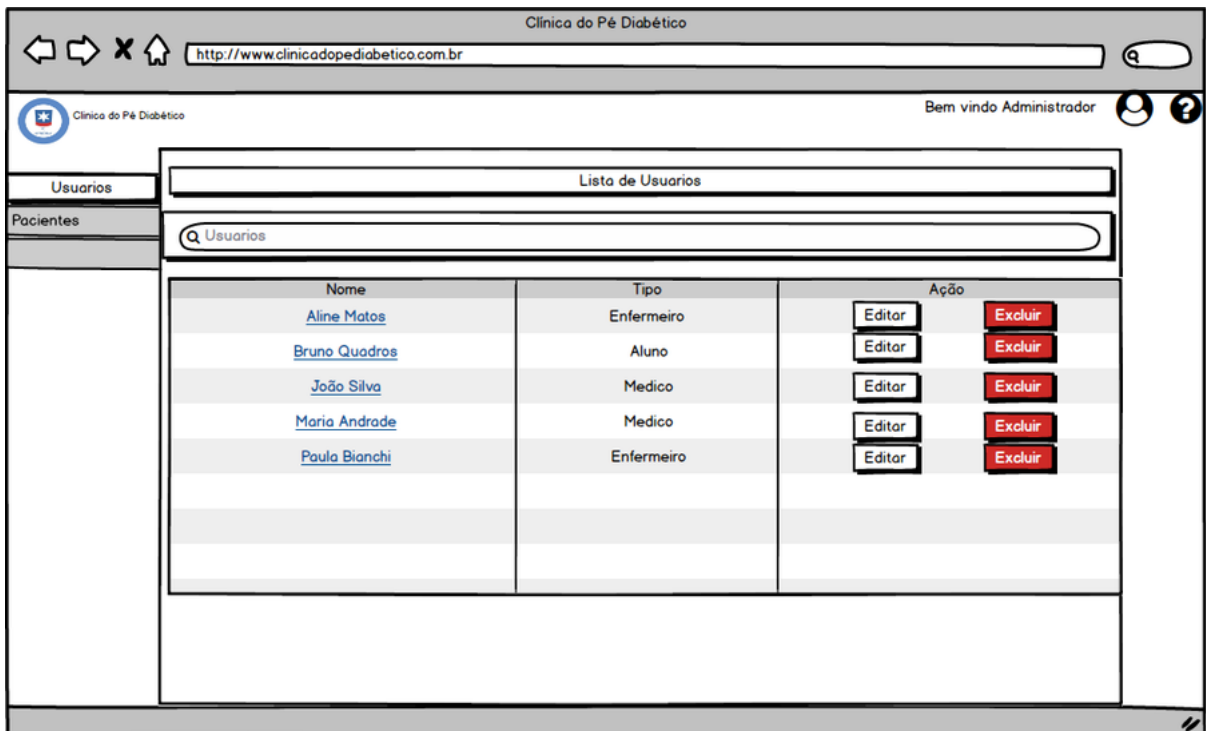 Clínica do Pé Diabético
http://www.clinicadopediabetico.com.br
Clínica do Pé Diabético
Bem vindo Administrador
Usuarios
Pacientes
Lista de Usuarios
Usuarios
Nome Tipo Ação
Aline Matos Enfermeiro Editar Excluir
Bruno Quadros Aluno Editar Excluir
João Silva Medico Editar Excluir
Maria Andrade Medico Editar Excluir
Paula Bianchi Enfermeiro Editar Excluir